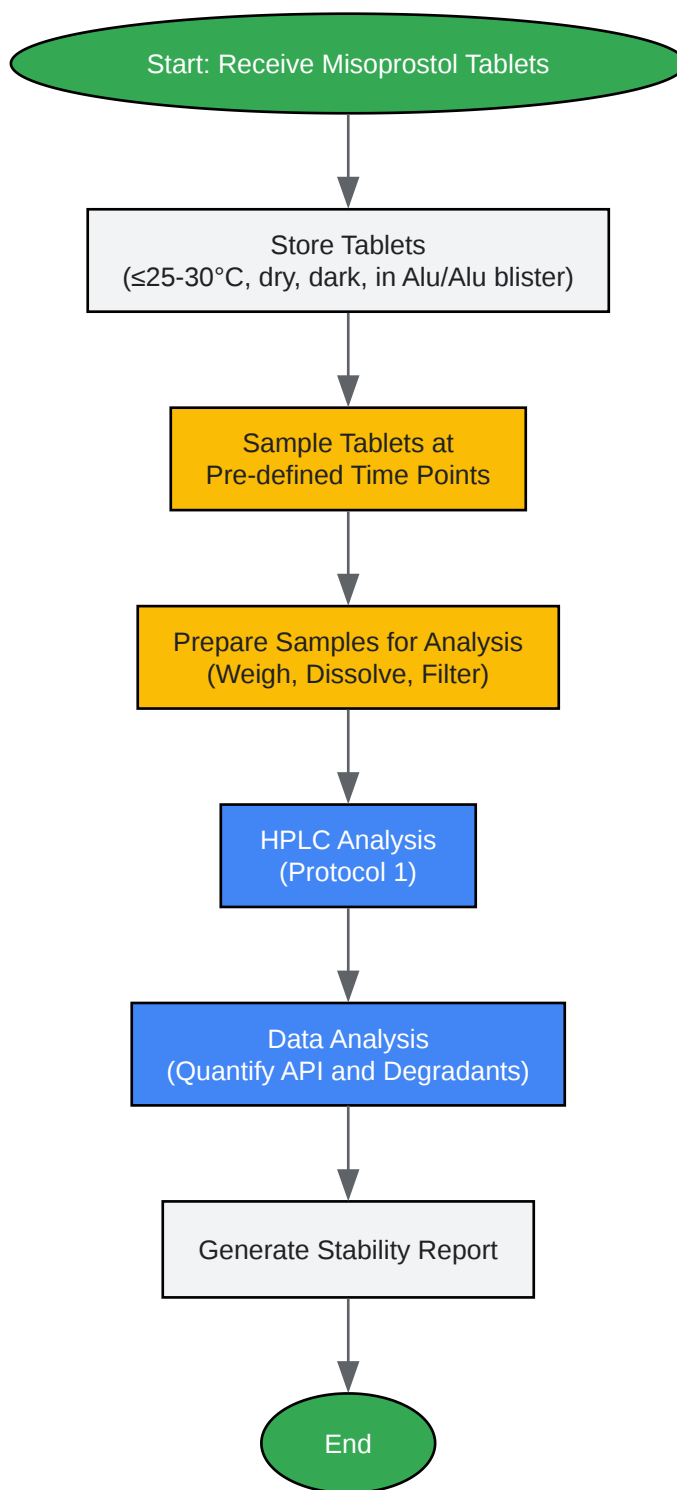 Start: Receive Misoprostol Tablets
Store Tablets
(≤25-30°C, dry, dark, in Alu/Alu blister)
Sample Tablets at
Pre-defined Time Points
Prepare Samples for Analysis
(Weigh, Dissolve, Filter)
HPLC Analysis
(Protocol 1)
Data Analysis
(Quantify API and Degradants)
Generate Stability Report
End